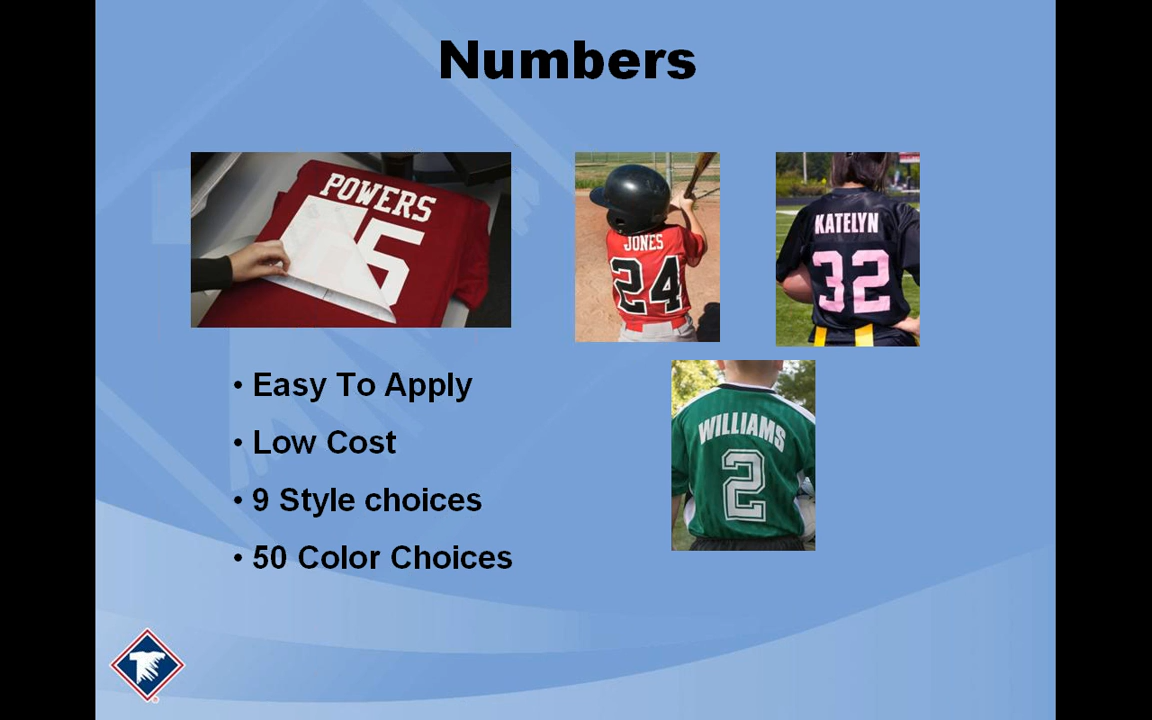 Numbers
POWERS
5
JONES
24
KATELYN
32
• Easy To Apply
• Low Cost
• 9 Style choices
• 50 Color Choices
WILLIAMS
2